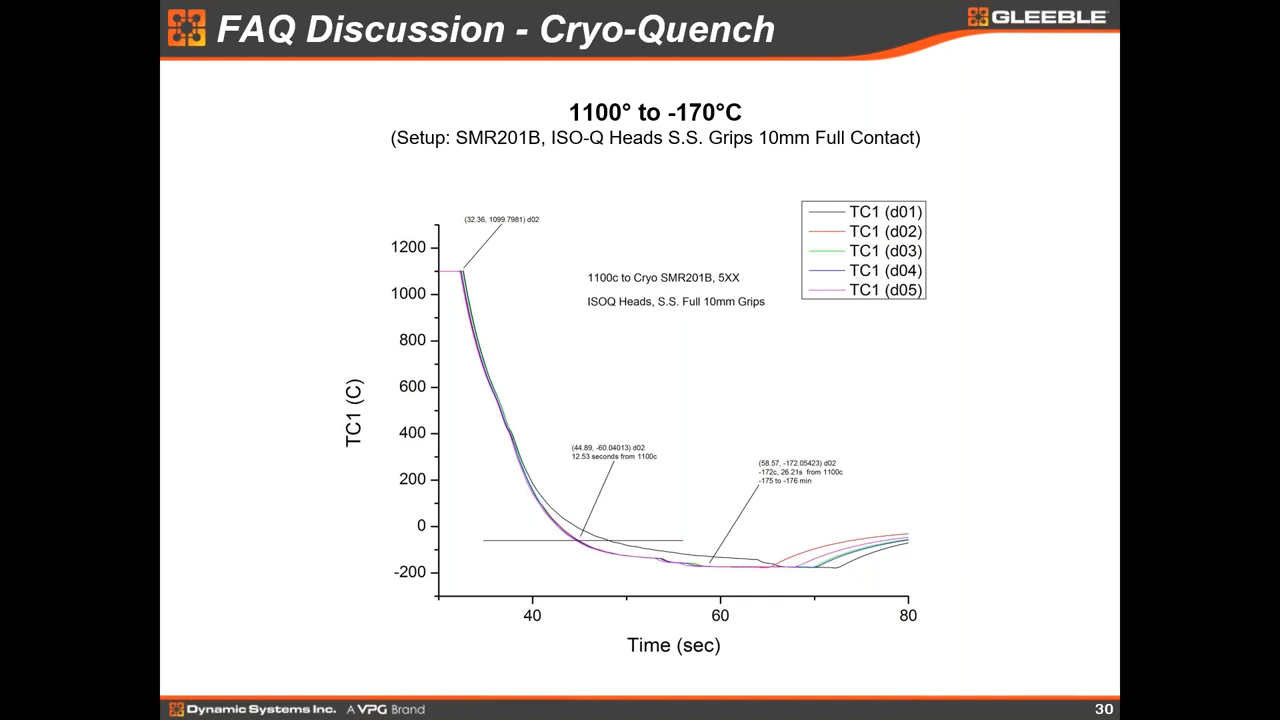 FAQ Discussion - Cryo-Quench
GLEEBLE®
1100° to -170°C
(Setup: SMR201B, ISO-Q Heads S.S. Grips 10mm Full Contact)
(32.36, 1099.7981) d02
TC1 (d01)
TC1 (d02)
TC1 (d03)
TC1 (d04)
TC1 (d05)
1100c to Cryo SMR201B, 5XX
ISOQ Heads, S.S. Full 10mm Grips
1200
1000
800
600
400
200
0
-200
TC1 (C)
(44.89, -60.04013) d02
12.53 seconds from 1100c
(58.57, -172.05423) d02
-172c, 26.21s from 1100c
-175 to -176 min
40
60
80
Time (sec)
Dynamic Systems Inc. A VPG Brand
30